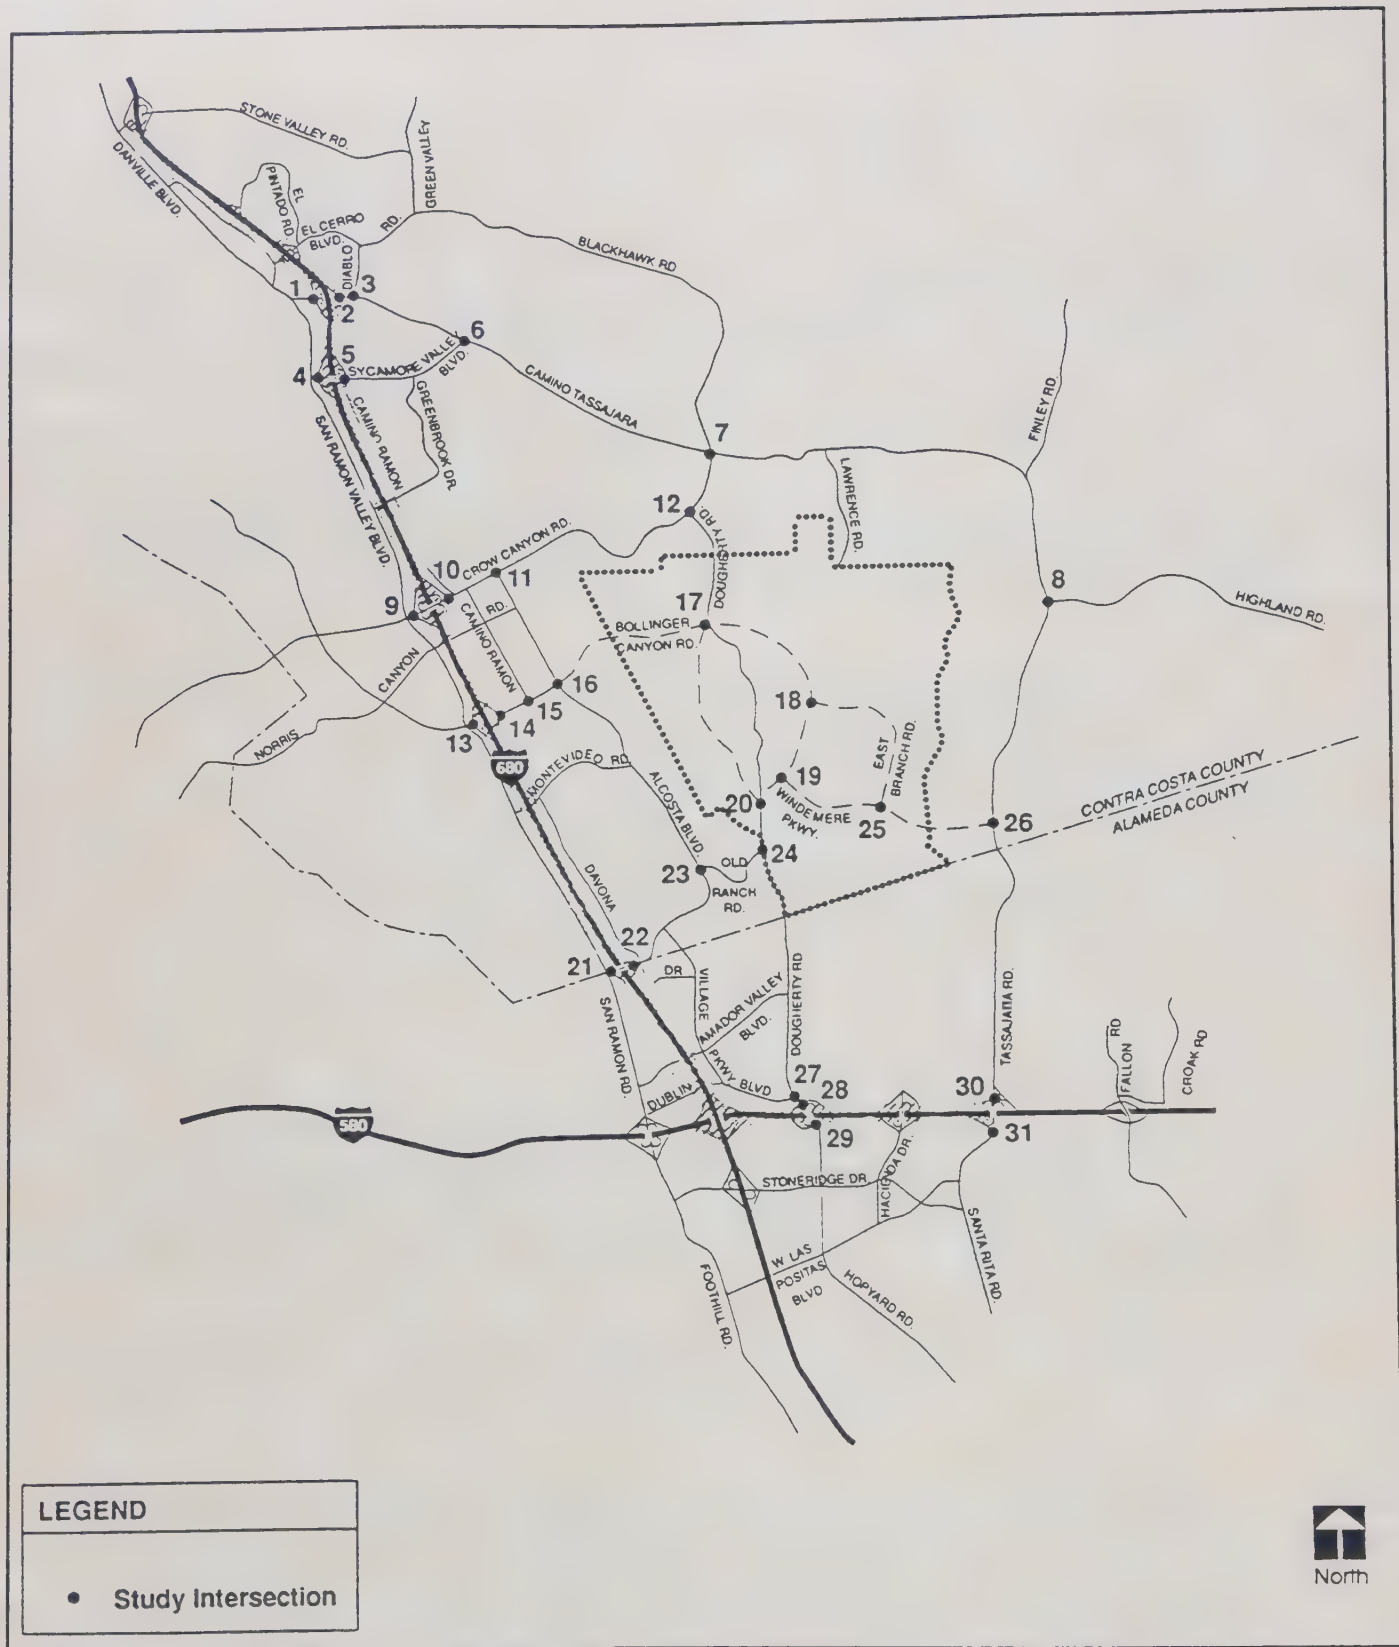 STONE VALLEY RD.
GREEN VALLEY
DANVILLE BLVD.
EL
PINTADO RD.
EL CERRO
BLVD.
RD.
DIABLO
BLACKHAWK RD
1
2
3
4
5
6
SYCAMORE VALLEY
BLVD.
CAMINO TASSAJARA
FINLEY RD.
CAMINO RAMON
GREENBROOK DR.
SAN RAMON VALLEY BLVD.
7
LAWRENCE RD.
12
DOUGHERTY RD.
CROW CANYON RD.
10
11
9
8
HIGHLAND RD.
RD.
CAMINO RAMON
CANYON
NORRIS
17
BOLLINGER
CANYON RD.
16
15
14
13
18
EAST
BRANCH RD.
680
MONTEVIDEO RD
ALCOSTA BLVD.
19
20
WINDEMERE
PKWY.
25
26
CONTRA COSTA COUNTY
ALAMEDA COUNTY
24
23
OLD
RANCH
RD.
DAVONA
22
21
DR
VILLAGE
PKWY
AMADOR VALLEY
BLVD.
DOUGHERTY RD
SAN RAMON RD.
TASSAJARA RD.
FALLON
RD
CROAK RD
DUBLIN
BLVD
27
28
29
30
31
580
STONERIDGE DR.
HACIENDA DR.
SANTA RITA RD.
W LAS
POSITAS
BLVD
HOPYARD RD.
FOOTHILL RD.
LEGEND
Study Intersection
North